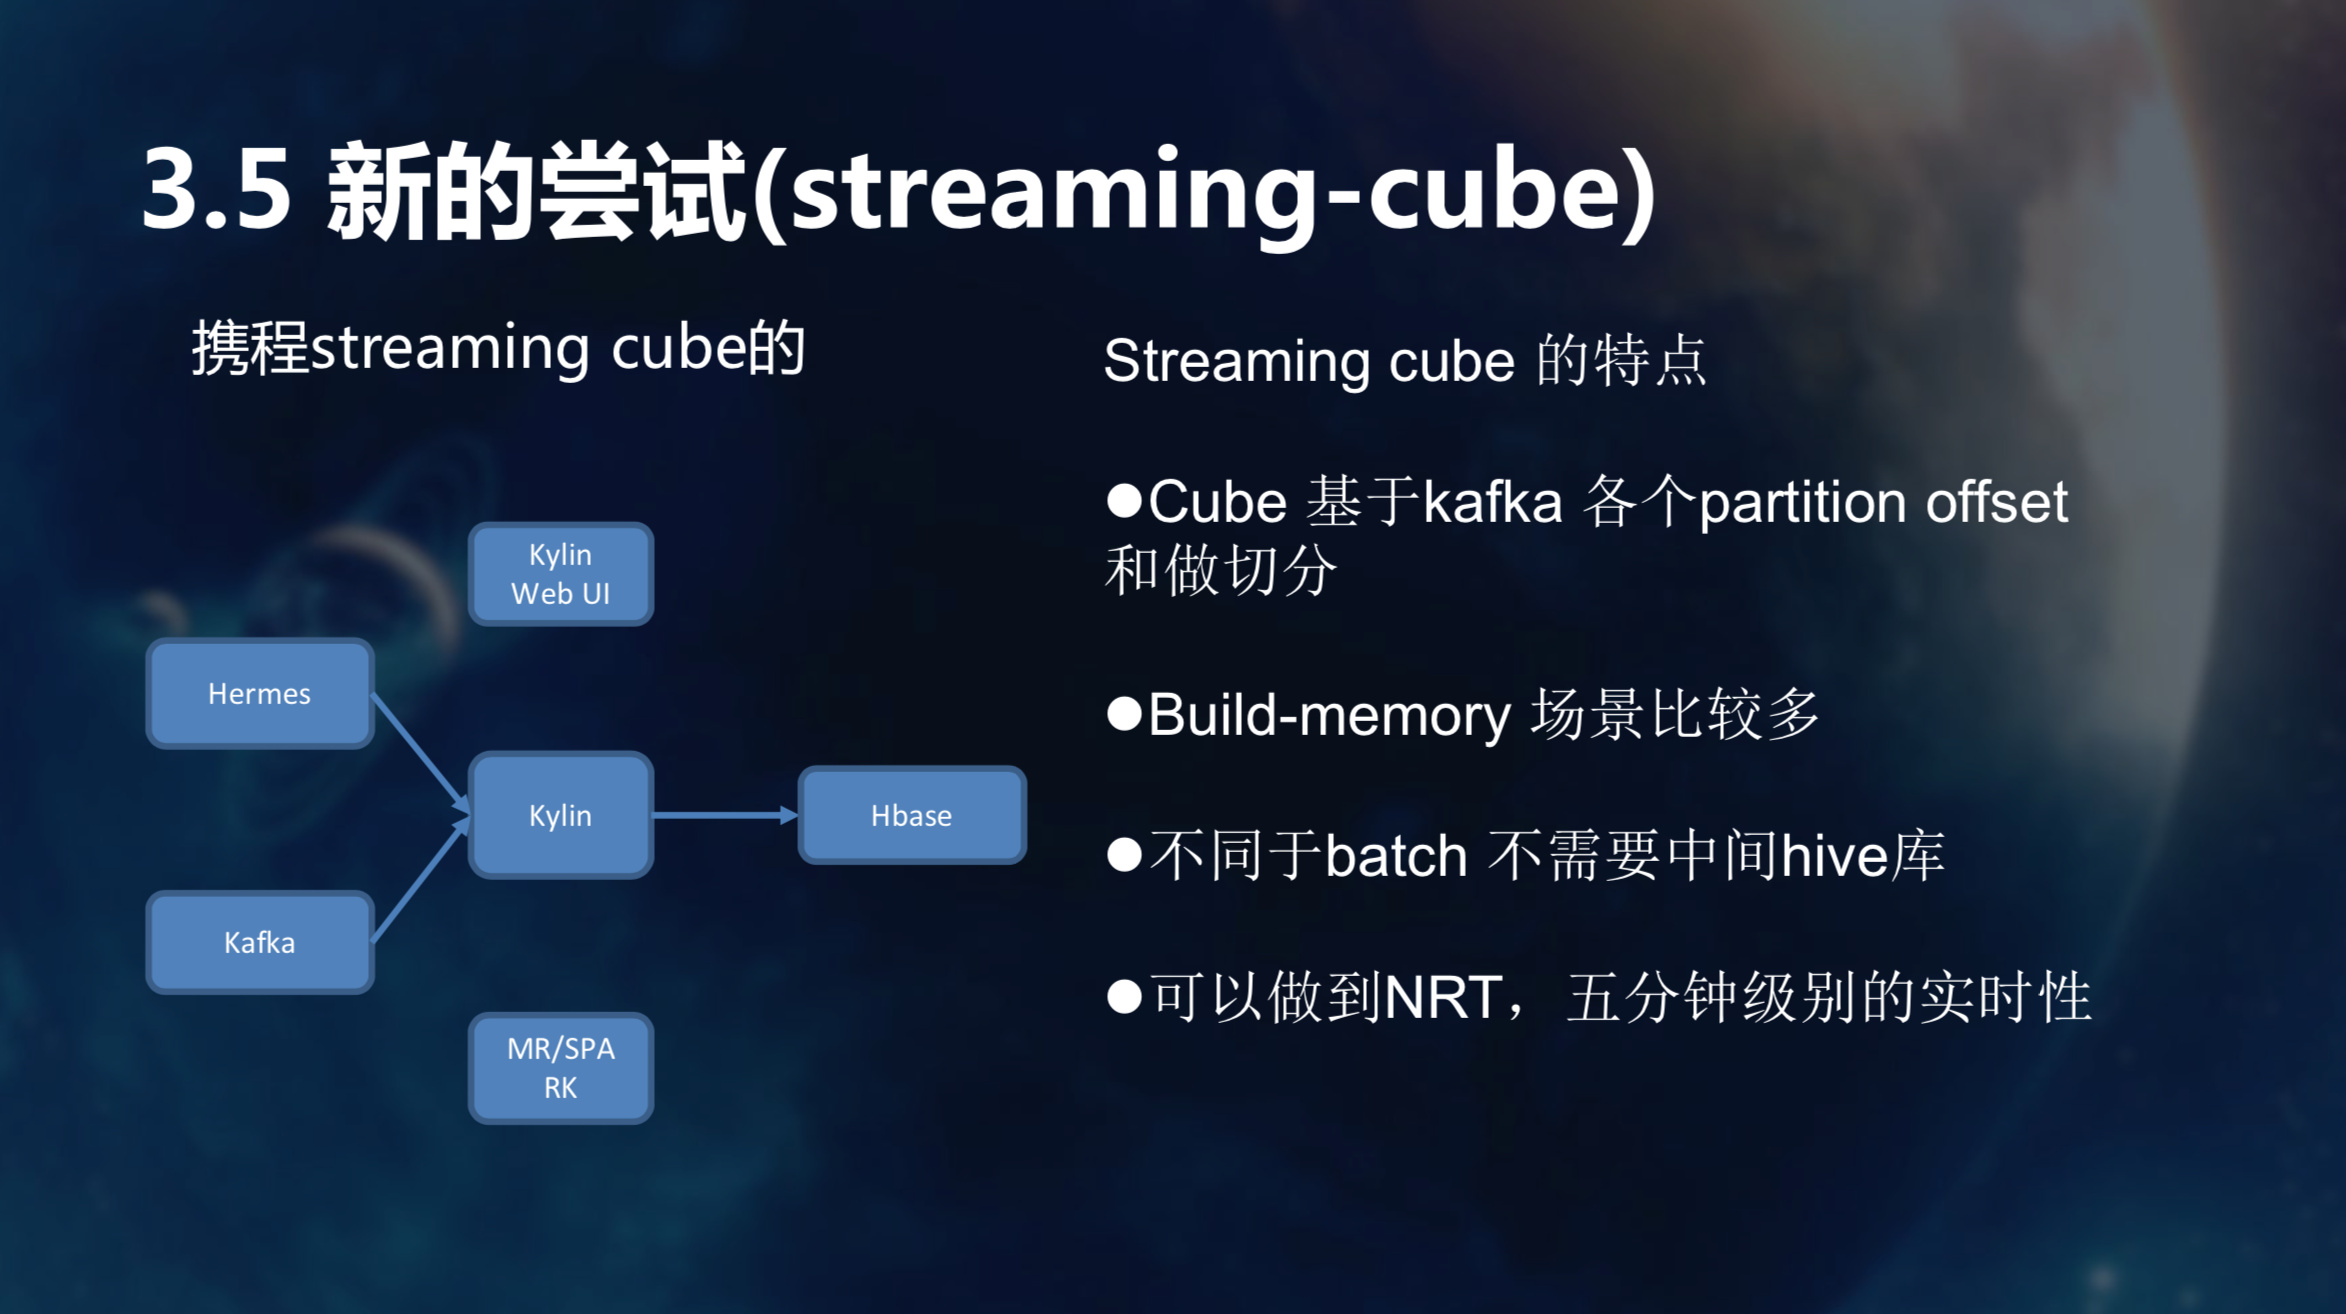 3.5 新的尝试(streaming-cube)
携程streaming cube的
Kylin
Web UI
Hermes
Kylin
Hbase
Kafka
MR/SPA
RK
Streaming cube 的特点
●Cube 基于kafka 各个partition offset
和做切分
●Build-memory 场景比较多
●不同于batch 不需要中间hive库
●可以做到NRT，五分钟级别的实时性